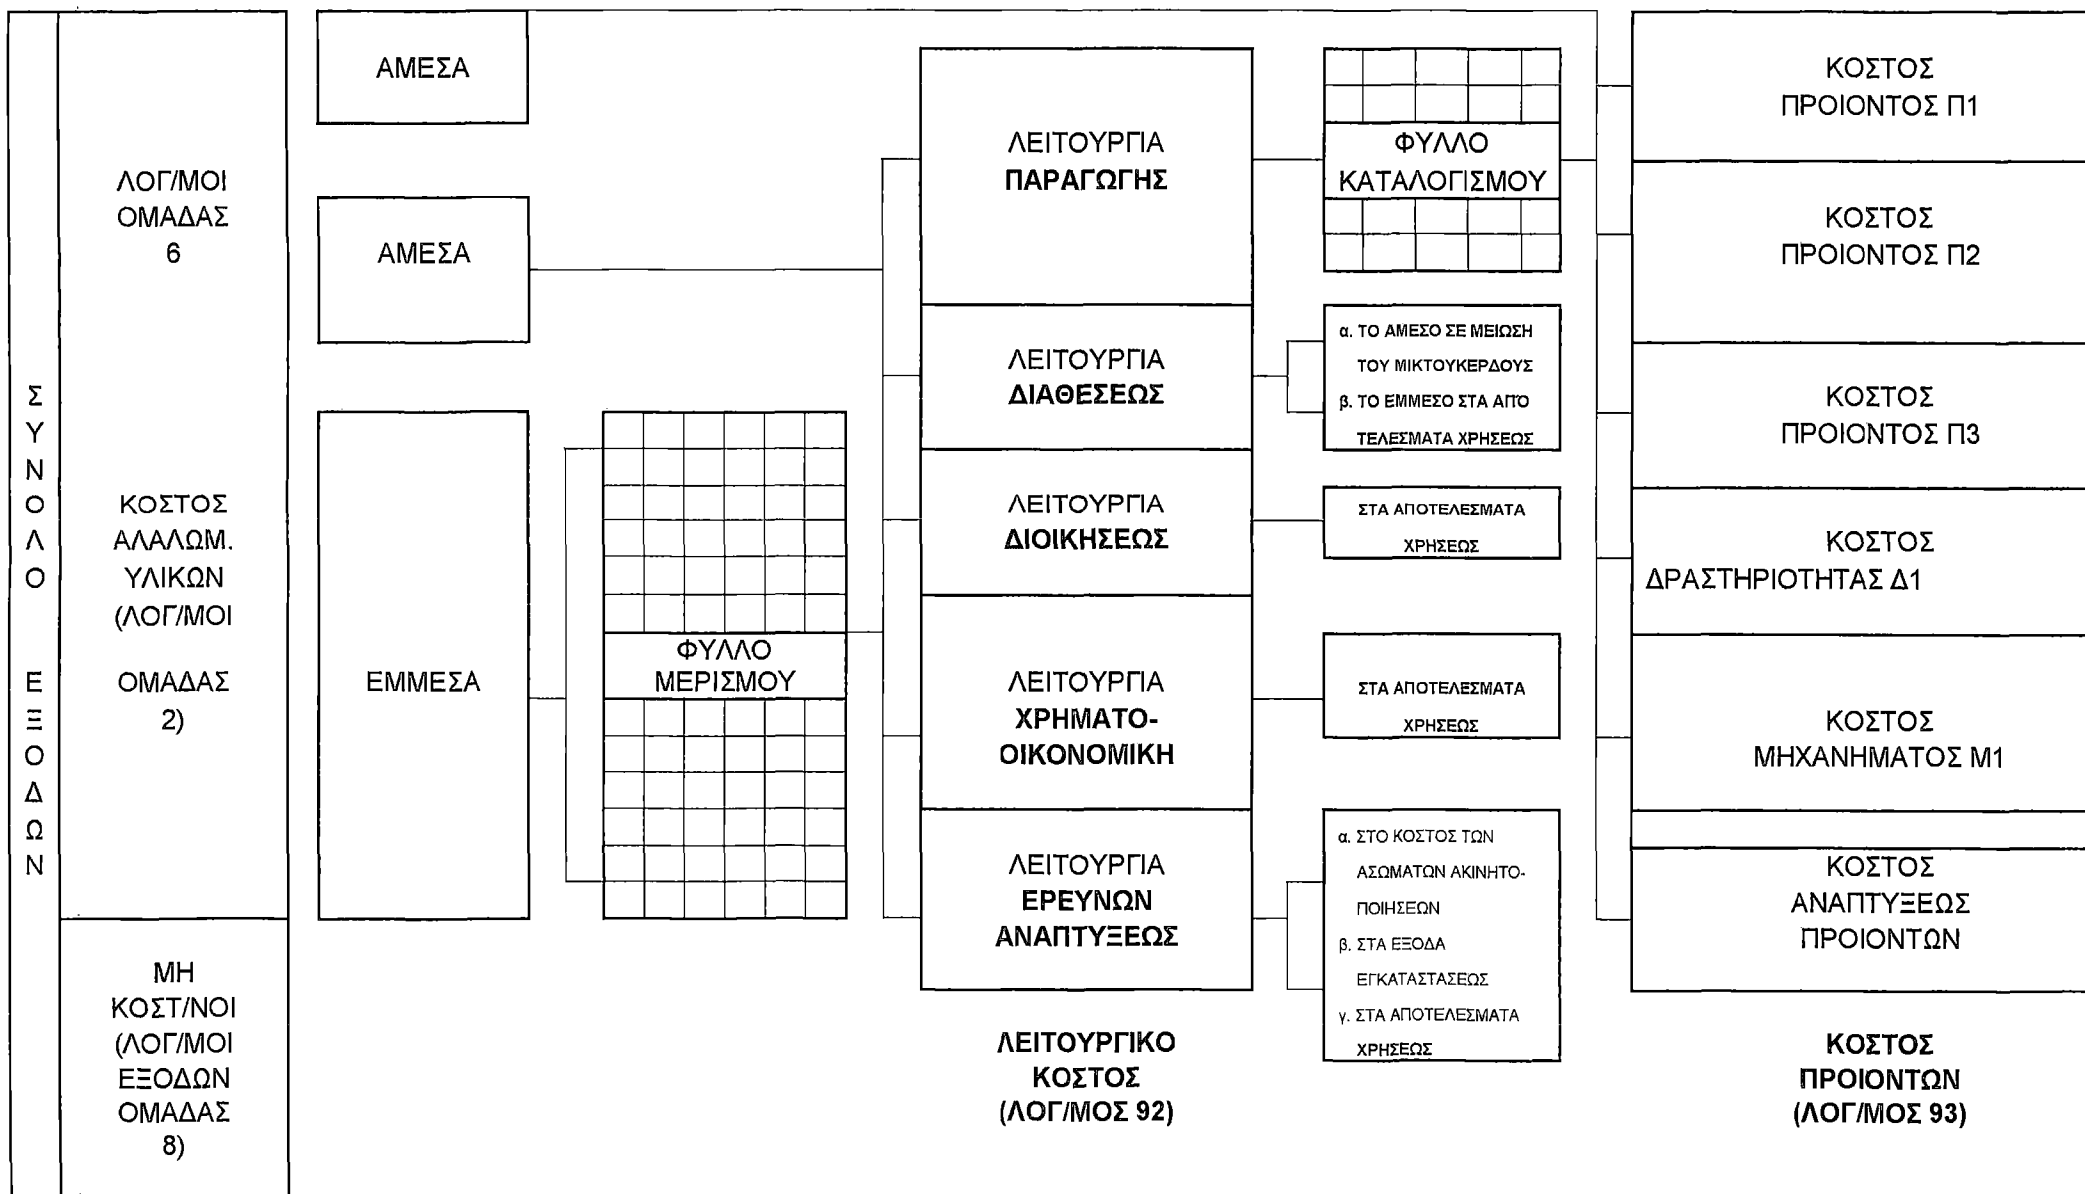 ΣΥΝΟΛΟ ΕΞΟΔΩΝ
ΛΟΓ/ΜΟΙ
ΟΜΑΔΑΣ
6
ΚΟΣΤΟΣ
ΑΛΑΛΩΜ.
ΥΛΙΚΩΝ
(ΛΟΓ/ΜΟΙ
ΟΜΑΔΑΣ
2)
ΜΗ
ΚΟΣΤ/ΝΟΙ
(ΛΟΓ/ΜΟΙ
ΕΞΟΔΩΝ
ΟΜΑΔΑΣ
8)
ΑΜΕΣΑ
ΑΜΕΣΑ
ΕΜΜΕΣΑ
ΦΥΛΛΟ
ΜΕΡΙΣΜΟΥ
ΛΕΙΤΟΥΡΓΙΑ
ΠΑΡΑΓΩΓΗΣ
ΛΕΙΤΟΥΡΓΙΑ
ΔΙΑΘΕΣΕΩΣ
ΛΕΙΤΟΥΡΓΙΑ
ΔΙΟΙΚΗΣΕΩΣ
ΛΕΙΤΟΥΡΓΙΑ
ΧΡΗΜΑΤΟ-
ΟΙΚΟΝΟΜΙΚΗ
ΛΕΙΤΟΥΡΓΙΑ
ΕΡΕΥΝΩΝ
ΑΝΑΠΤΥΞΕΩΣ
ΛΕΙΤΟΥΡΓΙΚΟ
ΚΟΣΤΟΣ
(ΛΟΓ/ΜΟΣ 92)
ΦΥΛΛΟ
ΚΑΤΑΛΟΓΙΣΜΟΥ
α. ΤΟ ΑΜΕΣΟ ΣΕ ΜΕΙΩΣΗ
ΤΟΥ ΜΙΚΤΟΥΚΕΡΔΟΥΣ
β. ΤΟ ΕΜΜΕΣΟ ΣΤΑ ΑΠΌ
ΤΕΛΕΣΜΑΤΑ ΧΡΗΣΕΩΣ
ΣΤΑ ΑΠΟΤΕΛΕΣΜΑΤΑ
ΧΡΗΣΕΩΣ
ΣΤΑ ΑΠΟΤΕΛΕΣΜΑΤΑ
ΧΡΗΣΕΩΣ
α. ΣΤΟ ΚΟΣΤΟΣ ΤΩΝ
ΑΣΩΜΑΤΩΝ ΑΚΙΝΗΤΟ-
ΠΟΙΗΣΕΩΝ
β. ΣΤΑ ΕΞΟΔΑ
ΕΓΚΑΤΑΣΤΑΣΕΩΣ
γ. ΣΤΑ ΑΠΟΤΕΛΕΣΜΑΤΑ
ΧΡΗΣΕΩΣ
ΚΟΣΤΟΣ
ΠΡΟΙΟΝΤΟΣ Π1
ΚΟΣΤΟΣ
ΠΡΟΙΟΝΤΟΣ Π2
ΚΟΣΤΟΣ
ΠΡΟΙΟΝΤΟΣ Π3
ΚΟΣΤΟΣ
ΔΡΑΣΤΗΡΙΟΤΗΤΑΣ Δ1
ΚΟΣΤΟΣ
ΜΗΧΑΝΗΜΑΤΟΣ Μ1
ΚΟΣΤΟΣ
ΑΝΑΠΤΥΞΕΩΣ
ΠΡΟΙΟΝΤΩΝ
ΚΟΣΤΟΣ
ΠΡΟΙΟΝΤΩΝ
(ΛΟΓ/ΜΟΣ 93)